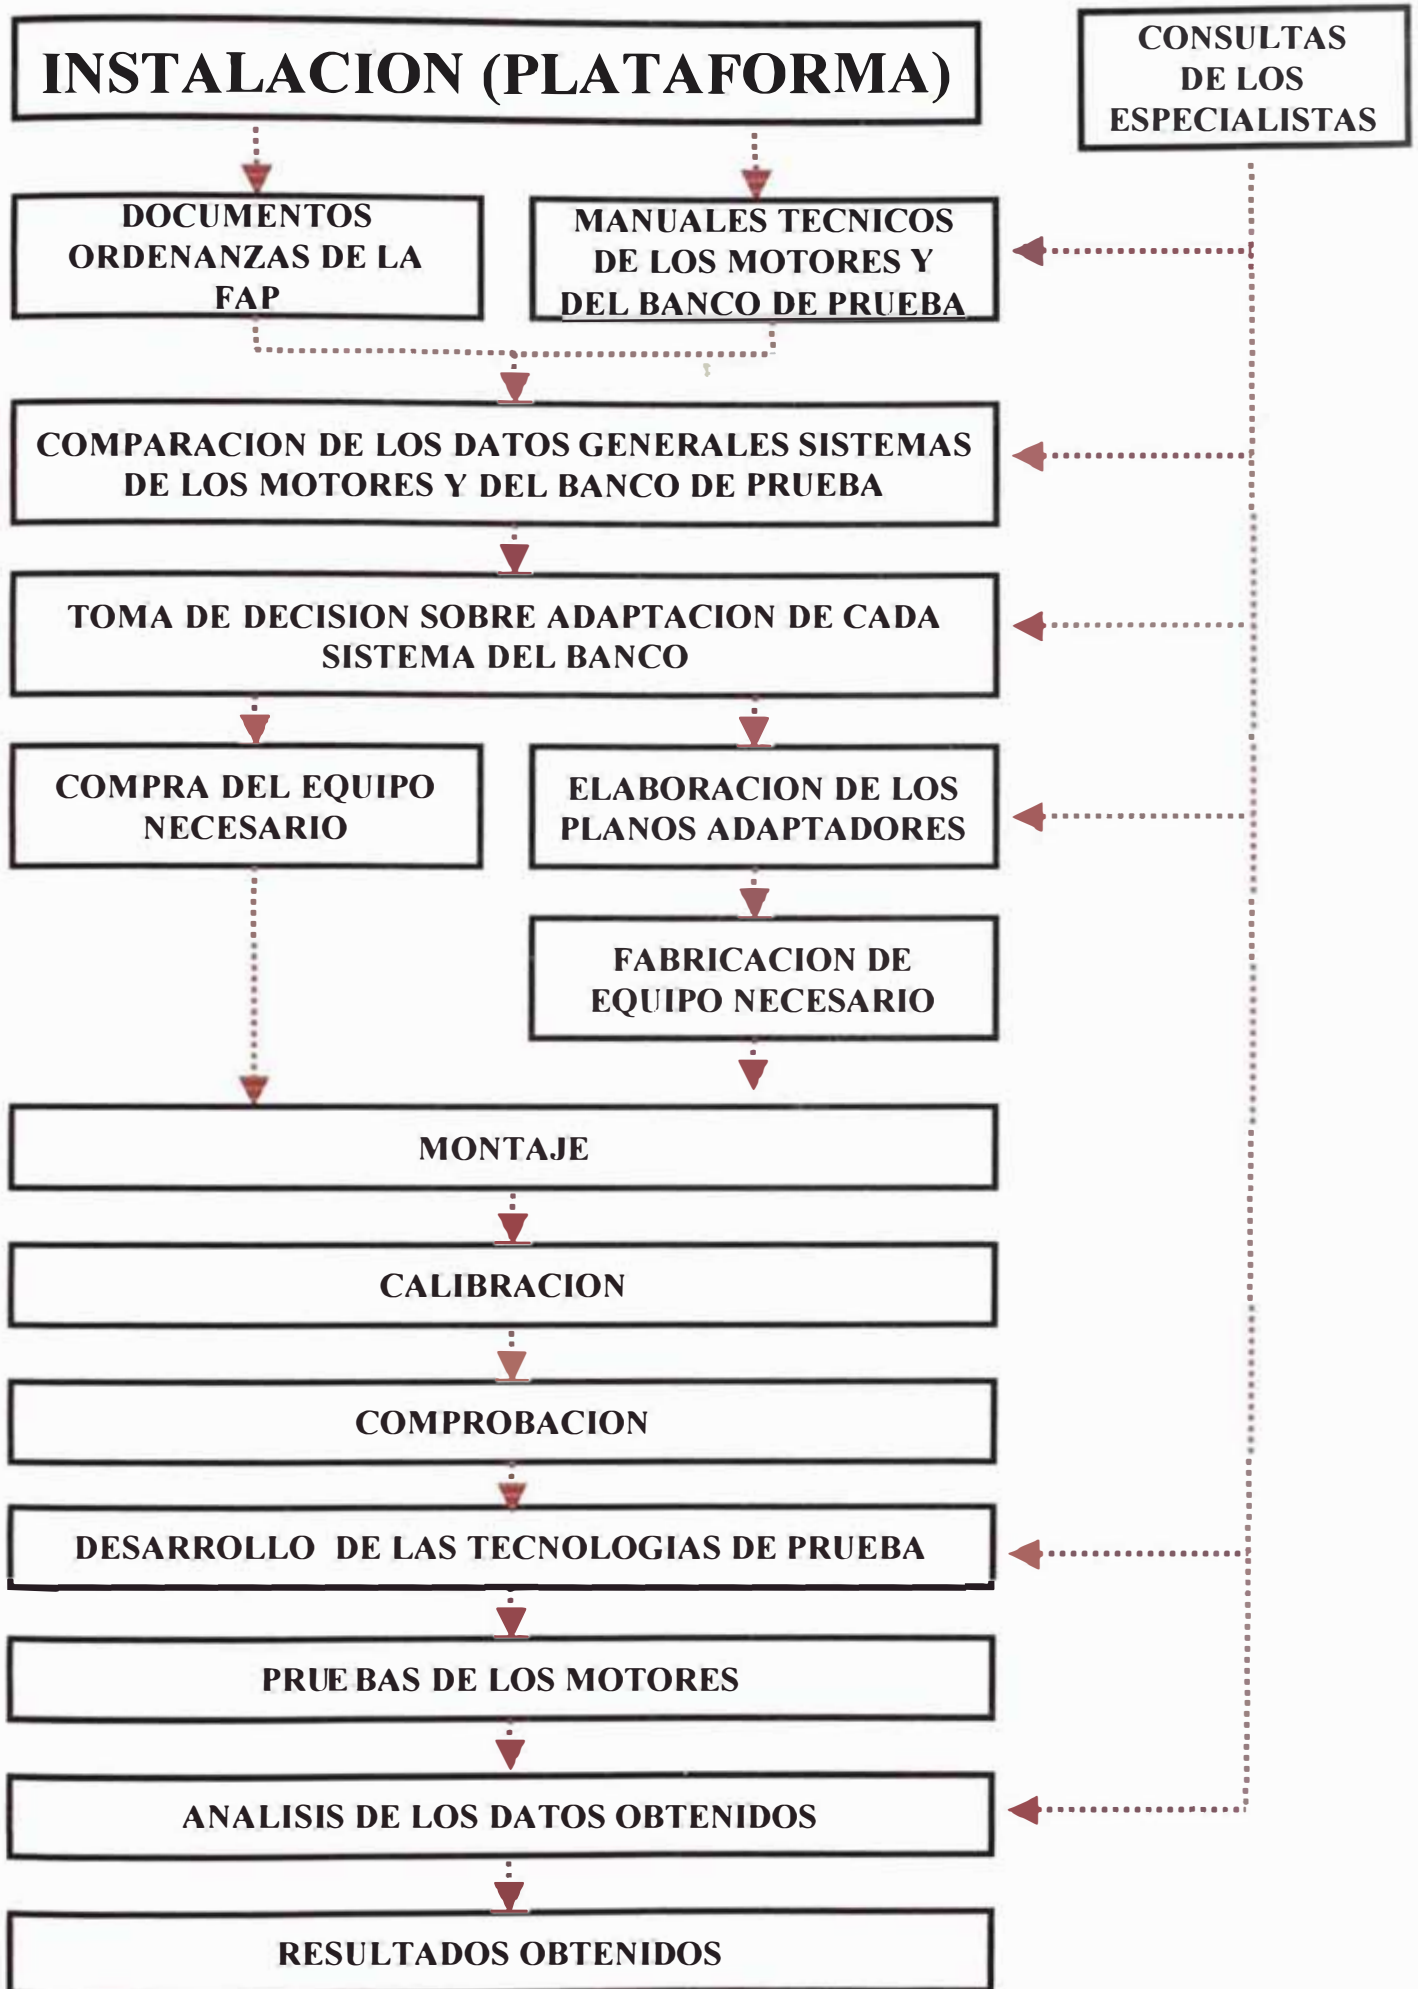 INSTALACION (PLATAFORMA)
CONSULTAS
DE LOS
ESPECIALISTAS
DOCUMENTOS
ORDENANZAS DE LA
FAP
MANUALES TECNICOS
DE LOS MOTORES Y
DEL BANCO DE PRUEBA
COMPARACION DE LOS DATOS GENERALES SISTEMAS
DE LOS MOTORES Y DEL BANCO DE PRUEBA
TOMA DE DECISION SOBRE ADAPTACION DE CADA
SISTEMA DEL BANCO
COMPRA DEL EQUIPO
NECESARIO
ELABORACION DE LOS
PLANOS ADAPTADORES
FABRICACION DE
EQUIPO NECESARIO
MONTAJE
CALIBRACION
COMPROBACION
DESARROLLO DE LAS TECNOLOGIAS DE PRUEBA
PRUEBAS DE LOS MOTORES
ANALISIS DE LOS DATOS OBTENIDOS
RESULTADOS OBTENIDOS